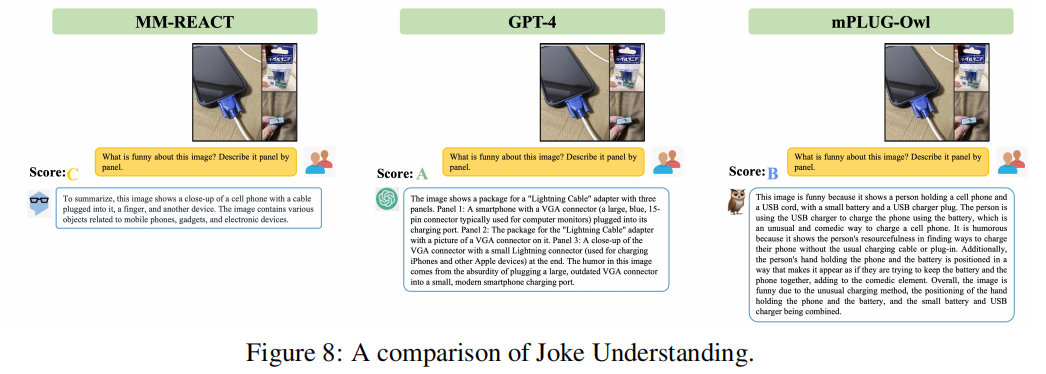 MM-REACT
What is funny about this image? Describe it panel by
panel.
Score:C
To summarize, this image shows a close-up of a cell phone with a cable
plugged into it, a finger, and another device. The image contains various
objects related to mobile phones, gadgets, and electronic devices.
GPT-4
What is funny about this image? Describe it panel by
panel.
Score: A
The image shows a package for a "Lightning Cable" adapter with three
panels. Panel 1: A smartphone with a VGA connector (a large, blue, 15-
pin connector typically used for computer monitors) plugged into its
charging port. Panel 2: The package for the "Lightning Cable" adapter
with a picture of a VGA connector on it. Panel 3: A close-up of the
VGA connector with a small Lightning connector (used for charging
iPhones and other Apple devices) at the end. The humor in this image
comes from the absurdity of plugging a large, outdated VGA connector
into a small, modern smartphone charging port.
mPLUG-Owl
What is funny about this image? Describe it panel by
panel.
Score:B
This image is funny because it shows a person holding a cell phone and
a USB cord, with a small battery and a USB charger plug. The person is
using the USB charger to charge the phone using the battery, which is
an unusual and comedic way to charge a cell phone. It is humorous
because it shows the person's resourcefulness in finding ways to charge
their phone without the usual charging cable or plug-in. Additionally,
the person's hand holding the phone and the battery is positioned in a
way that makes it appear as if they are trying to keep the battery and the
phone together, adding to the comedic element. Overall, the image is
funny due to the unusual charging method, the positioning of the hand
holding the phone and the battery, and the small battery and USB
charger being combined.
Figure 8: A comparison of Joke Understanding.